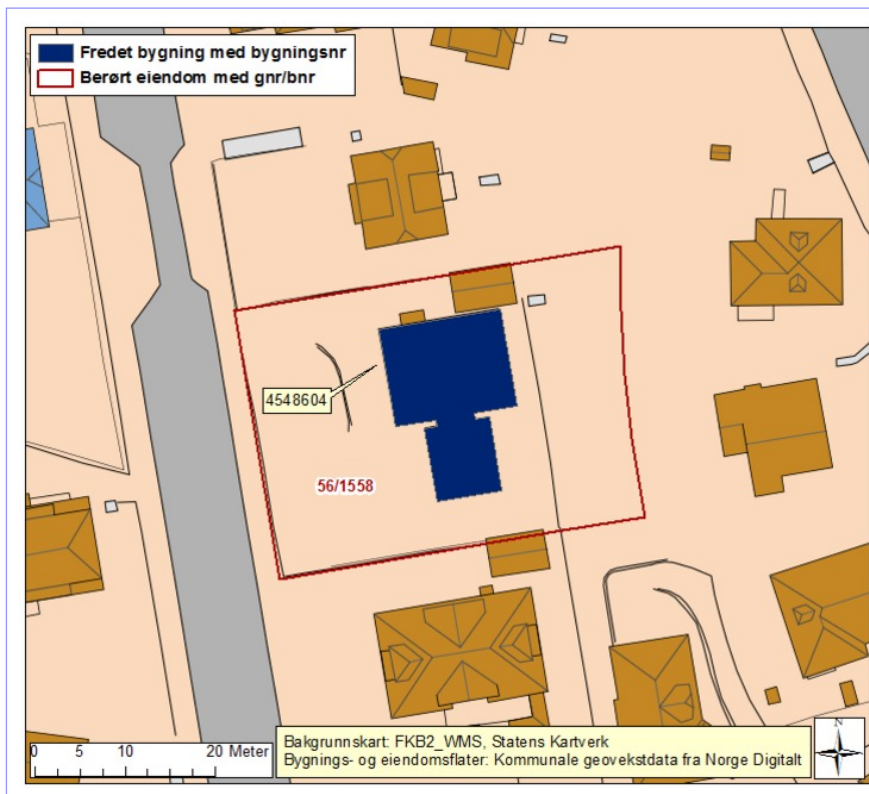 Fredet bygning med bygningsnr
Berørt eiendom med gnr/bnr
4548604
56/1558
0 5 10 20 Meter
Bakgrunnskart: FKB2_WMS, Statens Kartverk
Bygnings- og eiendomsflater: Kommunale geovekstdata fra Norge Digitalt
N